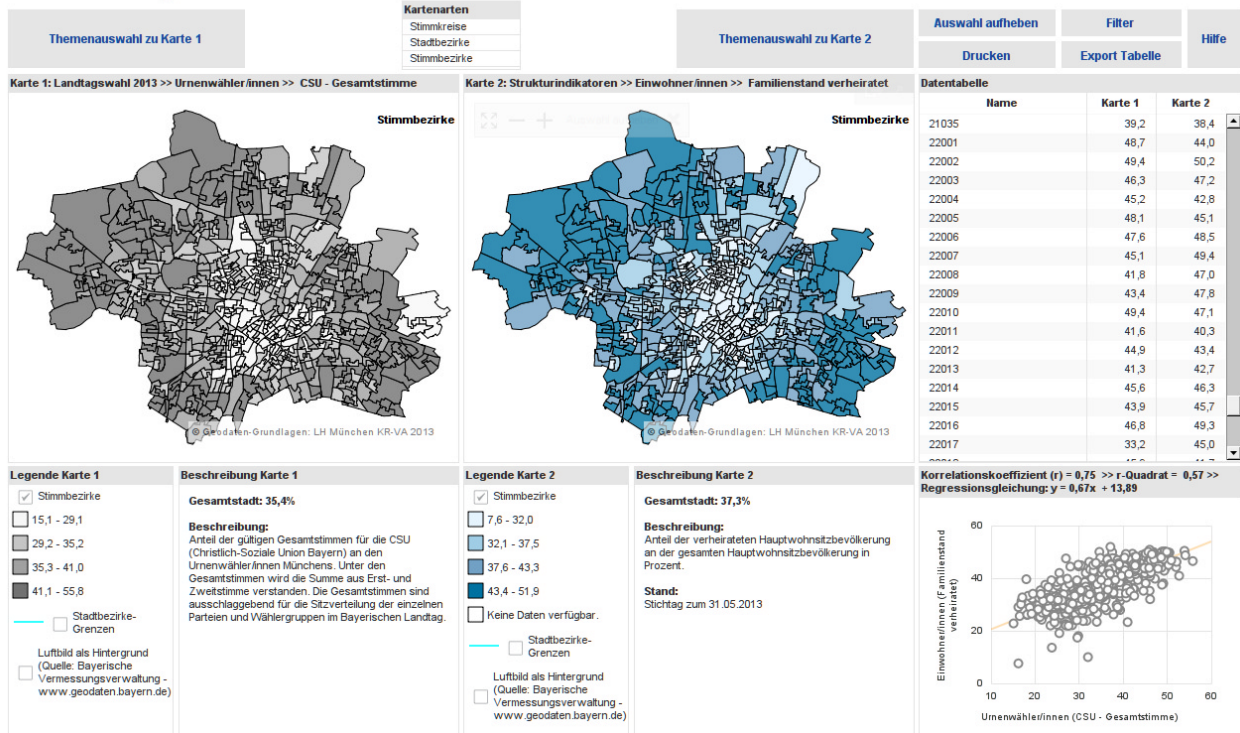 Themenauswahl zu Karte 1
Kartenarten
Stimmkreise
Stadtbezirke
Stimmbezirke
Themenauswahl zu Karte 2
Auswahl aufheben
Filter
Hilfe
Drucken
Export Tabelle
Karte 1: Landtagswahl 2013 >> Urnenwähler/innen >> CSU - Gesamtstimme
Stimmbezirk
© Geodaten-Grundlagen: LH München KR-VA 2013
Karte 2: Strukturindikatoren >> Einwohner/innen >> Familienstand verheiratet
Stimmbezirk
© Geodaten-Grundlagen: LH München KR-VA 2013
Datentabelle
Name Karte 1 Karte 2
21035 39,2 38,4
22001 48,7 44,0
22002 49,4 50,2
22003 46,3 47,2
22004 45,2 42,8
22005 48,1 45,1
22006 47,6 48,5
22007 45,1 49,4
22008 41,8 47,0
22009 43,4 47,8
22010 49,4 47,1
22011 41,6 40,3
22012 44,9 43,4
22013 41,3 42,7
22014 45,6 46,3
22015 43,9 45,7
22016 46,8 49,3
22017 33,2 45,0
Legende Karte 1
Stimmbezirke
15,1 - 29,1
29,2 - 35,2
35,3 - 41,0
41,1 - 55,8
Stadtbezirke-
Grenzen
Luftbild als Hintergrund
(Quelle: Bayerische
Vermessungsverwaltung -
www.geodaten.bayern.de)
Beschreibung Karte 1
Gesamtstadt: 35,4%
Beschreibung:
Anteil der gültigen Gesamtstimmen für die CSU
(Christlich-Soziale Union Bayern) an den
Urnenwähler/innen Münchens. Unter den
Gesamtstimmen wird die Summe aus Erst- und
Zweitstimme verstanden. Die Gesamtstimmen sind
ausschlaggebend für die Sitzverteilung der einzelnen
Parteien und Wählergruppen im Bayerischen Landtag.
Legende Karte 2
Stimmbezirke
7,6 - 32,0
32,1 - 37,5
37,6 - 43,3
43,4 - 51,9
Keine Daten verfügbar.
Stadtbezirke-
Grenzen
Luftbild als Hintergrund
(Quelle: Bayerische
Vermessungsverwaltung -
www.geodaten.bayern.de)
Beschreibung Karte 2
Gesamtstadt: 37,3%
Beschreibung:
Anteil der verheirateten Hauptwohnsitzbevölkerung
an der gesamten Hauptwohnsitzbevölkerung in
Prozent.
Stand:
Stichtag zum 31.05.2013
Korrelationskoeffizient (r) = 0,75 >> r-Quadrat = 0,57 >>
Regressionsgleichung: y = 0,67x + 13,89
Einwohner/innen (Familienstand
verheiratet)
60
40
20
0
10 20 30 40 50 60
Urnenwähler/innen (CSU - Gesamtstimme)